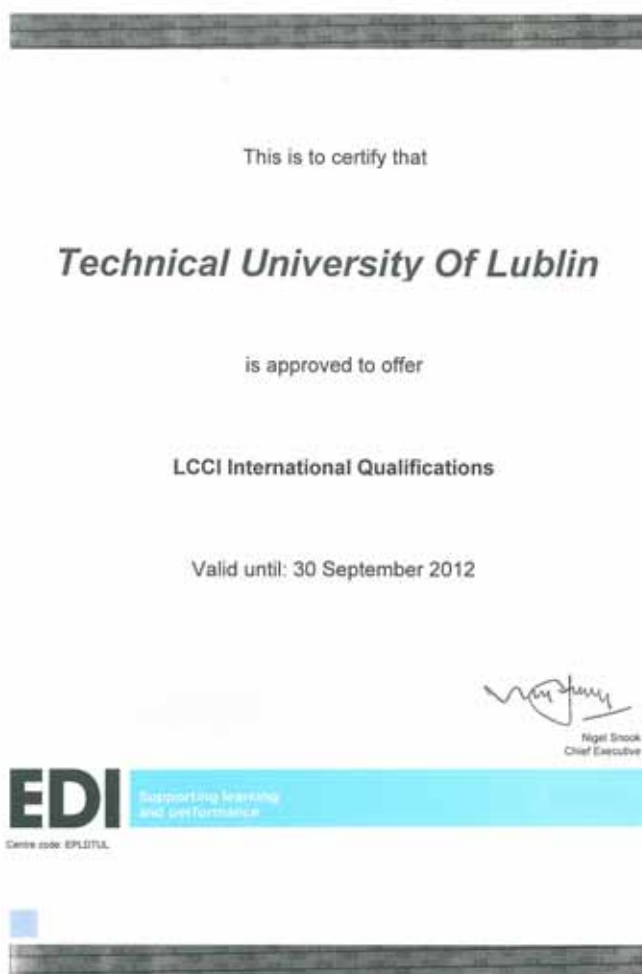 This is to certify that
Technical University Of Lublin
is approved to offer
LCCI International Qualifications
Valid until: 30 September 2012
Nigel Snook
Chief Executive
EDI
Supporting learning
and performance
Centre code: EPLDTUL